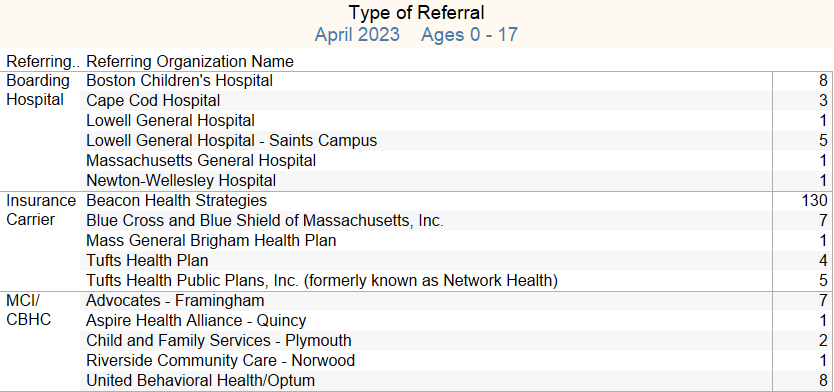 Type of Referral
April 2023 Ages 0 - 17
Referring.. Referring Organization Name
Boarding Boston Children's Hospital 8
Hospital Cape Cod Hospital 3
Lowell General Hospital 1
Lowell General Hospital - Saints Campus 5
Massachusetts General Hospital 1
Newton-Wellesley Hospital 1
Insurance Beacon Health Strategies 130
Carrier Blue Cross and Blue Shield of Massachusetts, Inc. 7
Mass General Brigham Health Plan 1
Tufts Health Plan 4
Tufts Health Public Plans, Inc. (formerly known as Network Health) 5
MCI/ Advocates - Framingham 7
CBHC Aspire Health Alliance - Quincy 1
Child and Family Services - Plymouth 2
Riverside Community Care - Norwood 1
United Behavioral Health/Optum 8